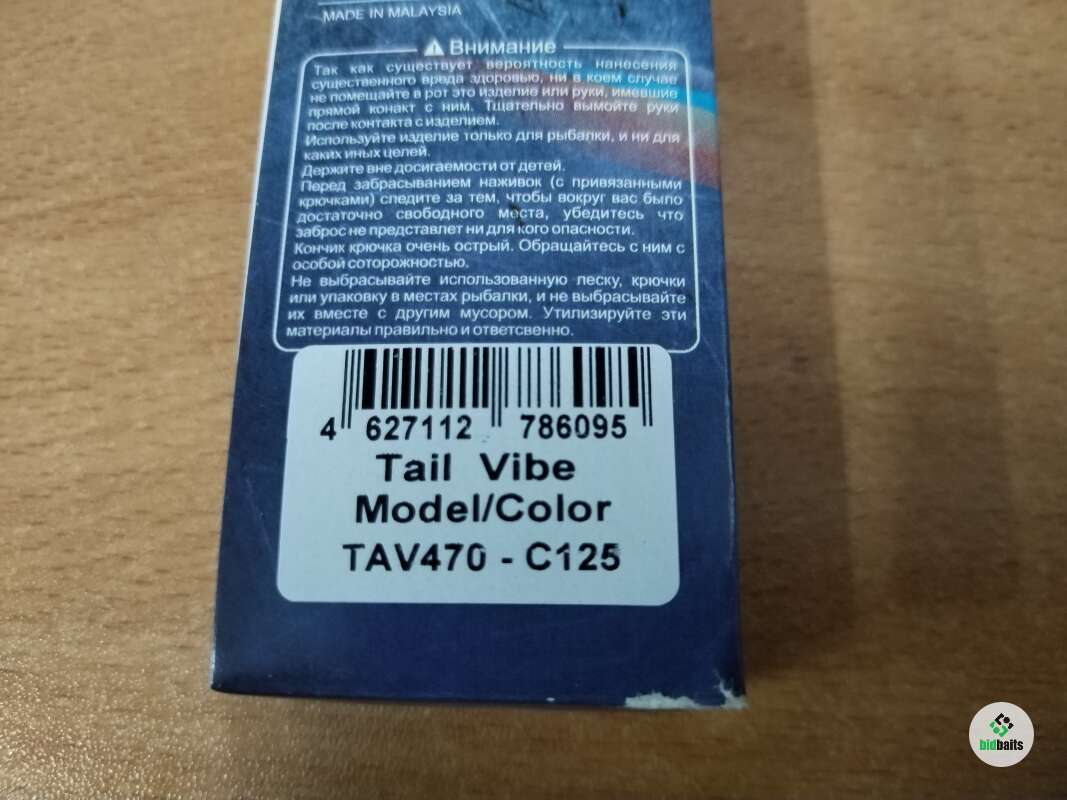 MADE IN MALAYSIA
Внимание
Так как существует вероятность нанесения
существенного вреда здоровью, ни в коем случае
не помещайте в рот это изделие или руки, имевшие
прямой конакт с ним. Тщательно вымойте руки
после контакта с изделием.
Используйте изделие только для рыбалки, и ни для
каких иных целей.
Держите вне досягаемости от детей.
Перед забрасыванием наживок (с привязанными
крючками) следите за тем, чтобы вокруг вас было
достаточно свободного места, убедитесь что
заброс не представлет ни для кого опасности.
Кончик крючка очень острый. Обращайтесь с ним с
особой соторожностью.
Не выбрасывайте использованную леску, крючки
или упаковку в местах рыбалки, и не выбрасывайте
их вместе с другим мусором. Утилизируйте эти
материалы правильно и ответсвенно.
4 627112 786095
Tail Vibe
Model/Color
TAV470 - C125
bidbaits